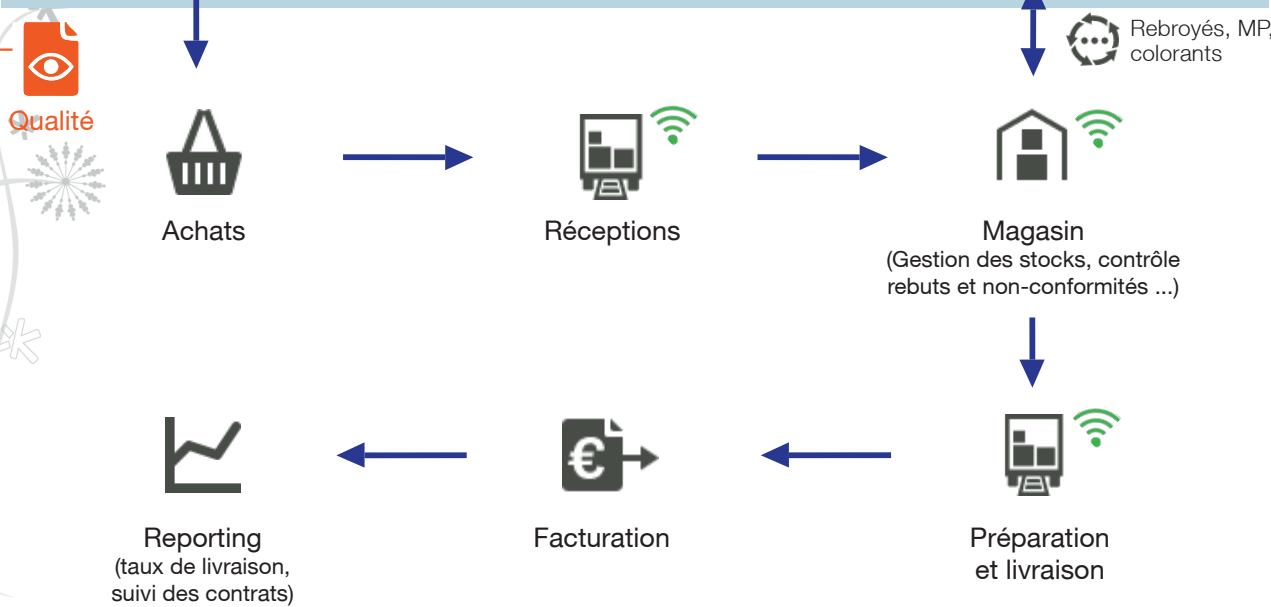 Rebroyés, MP,
colorants
Qualité
Achats
Réceptions
Magasin
(Gestion des stocks, contrôle
rebuts et non-conformités ...)
€
Reporting
(taux de livraison,
suivi des contrats)
Facturation
Préparation
et livraison